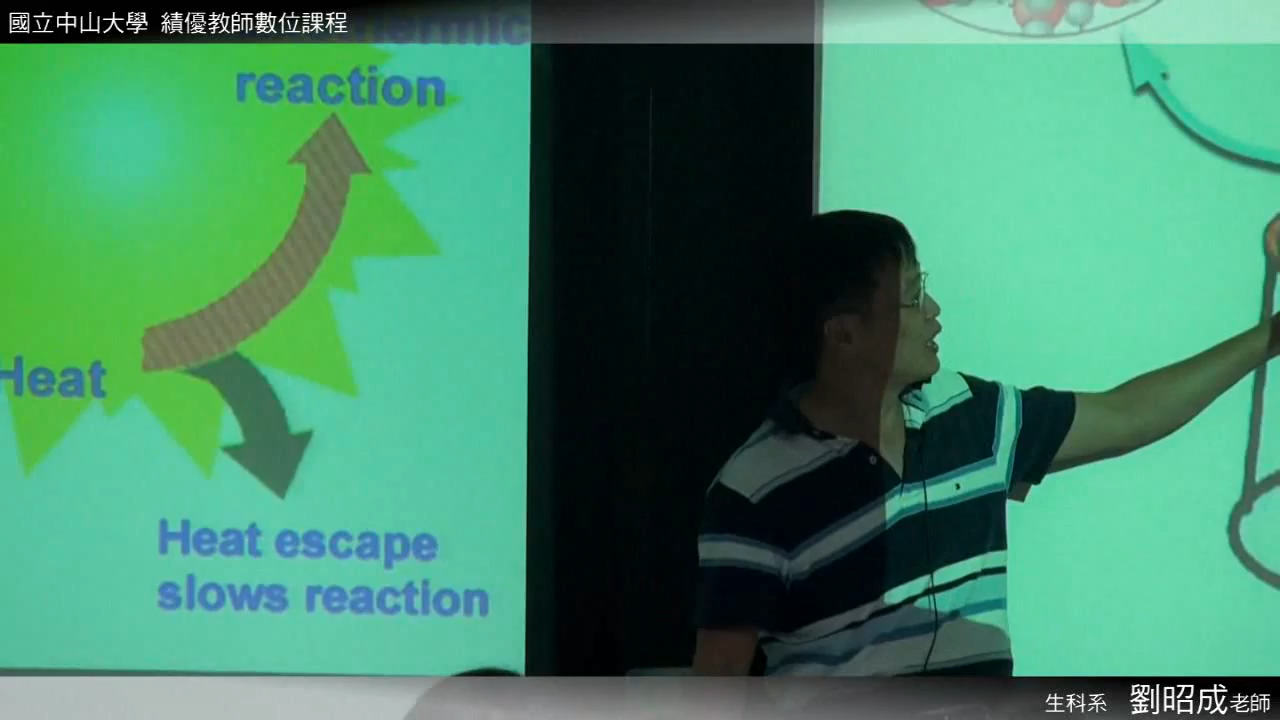 國立中山大學 績優教師數位課程
thermic
reaction
Heat
Heat escape
slows reaction
生科系 劉昭成老師